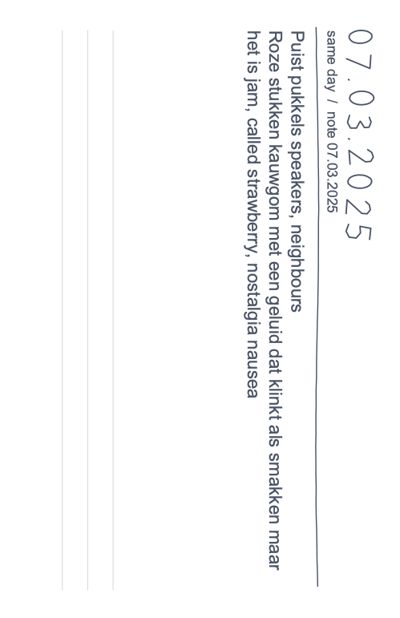 07.03.2025
same day / note 07.03.2025
Puist pukkels speakers, neighbours
Roze stukken kauwgom met een geluid dat klinkt als smakken maar
het is jam, called strawberry, nostalgia nausea